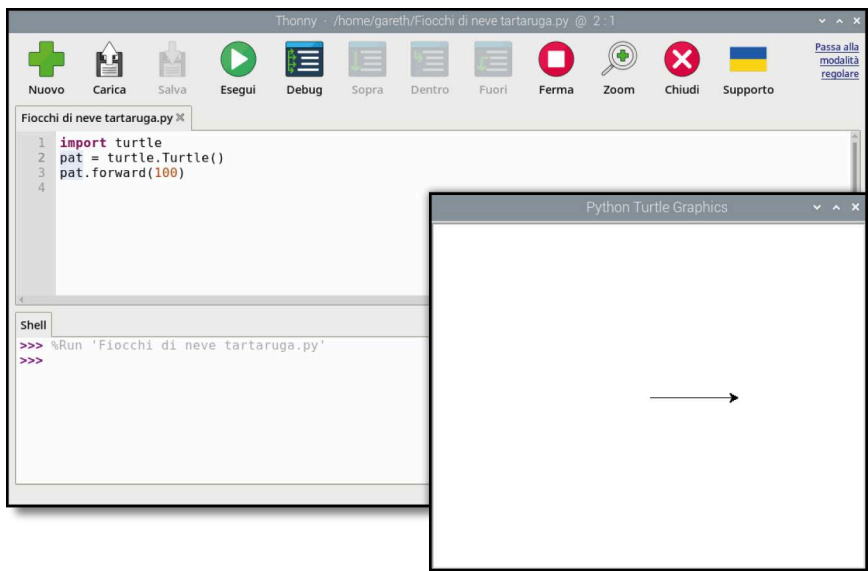 Thonny · /home/gareth/Fiocchi di neve tartaruga.py @ 2:1
Nuovo Carica Salva Esegui Debug Sopra Dentro Fuori Ferma Zoom Chiudi Supporto
Passa alla
modalità
regolare
Fiocchi di neve tartaruga.py
1 import turtle
2 pat = turtle.Turtle()
3 pat.forward(100)
4
Python Turtle Graphics
Shell
>>> %Run 'Fiocchi di neve tartaruga.py'
>>>